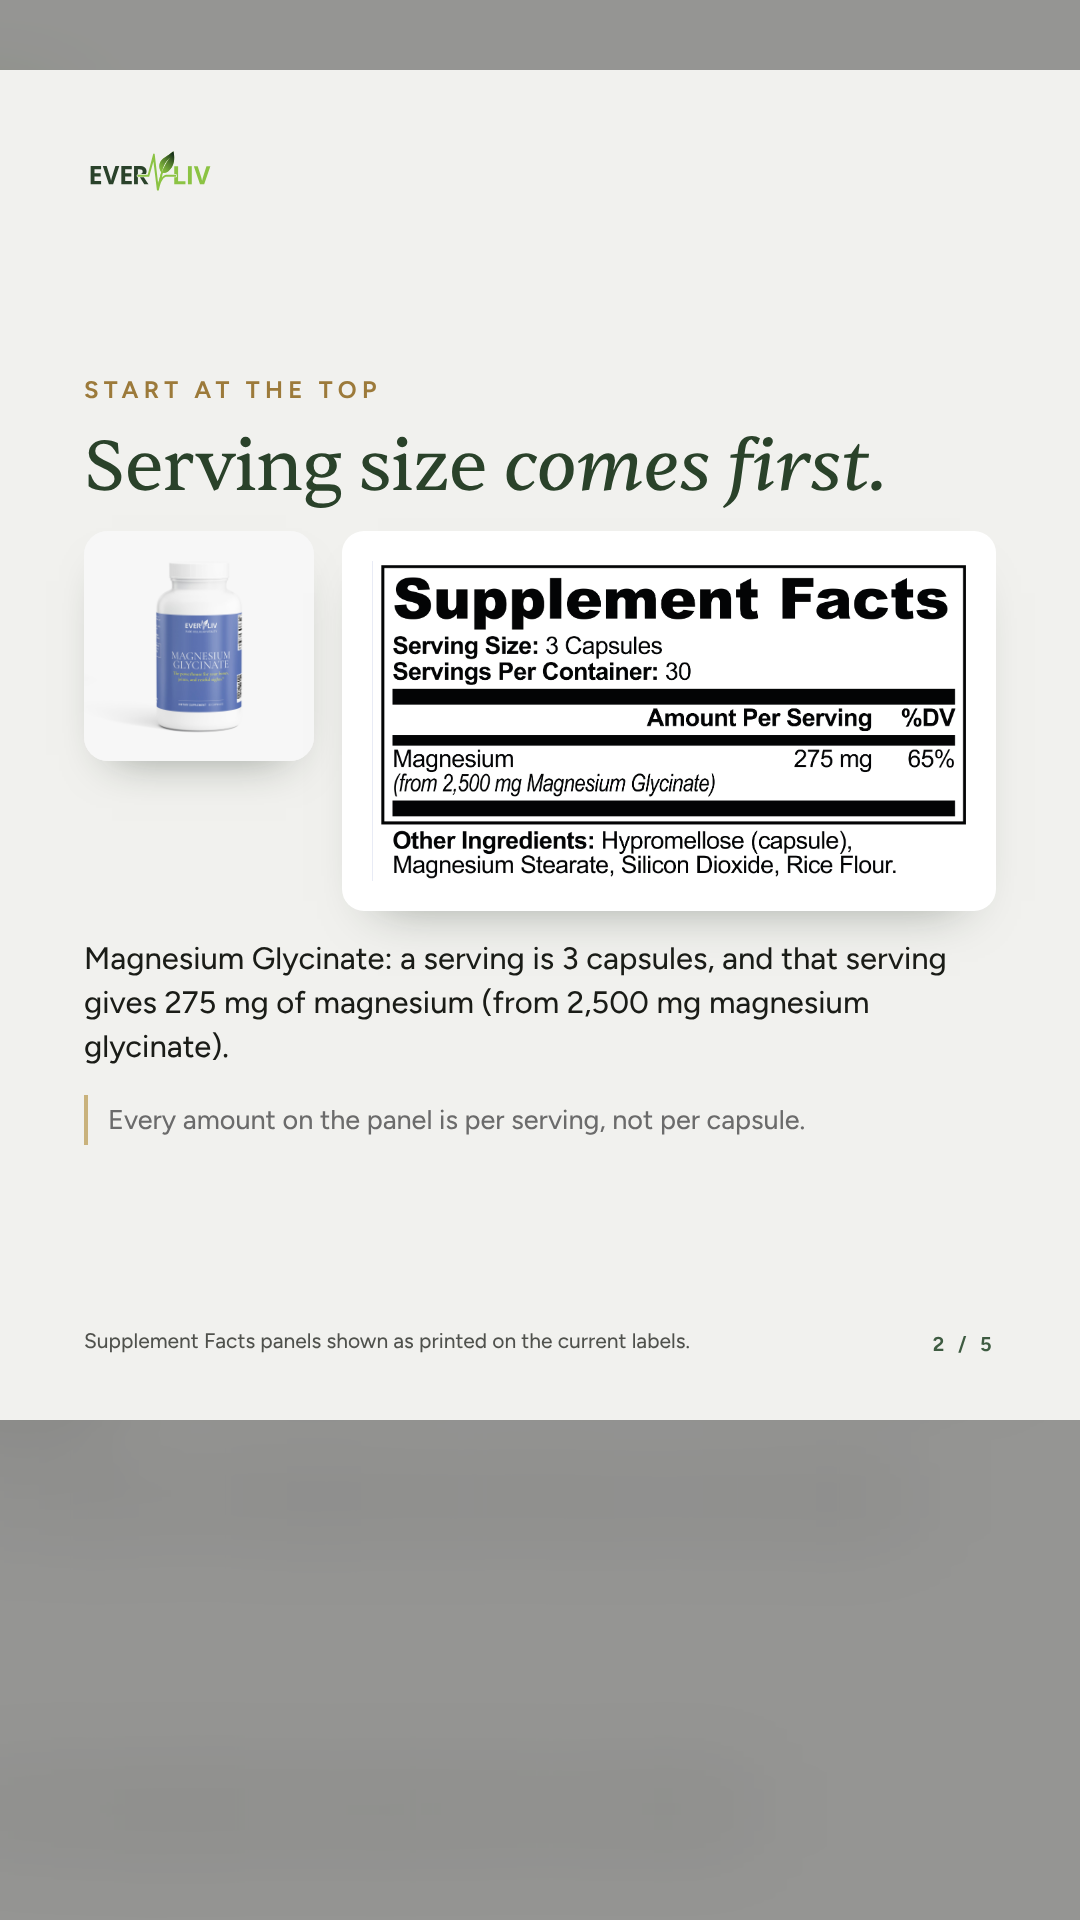 EVERLIV
START AT THE TOP
Serving size comes first.
EVERLIV
MAGNESIUM
GLYCINATE
Supplement Facts
Serving Size: 3 Capsules
Servings Per Container: 30
Amount Per Serving %DV
Magnesium 275 mg 65%
(from 2,500 mg Magnesium Glycinate)
Other Ingredients: Hypromellose (capsule),
Magnesium Stearate, Silicon Dioxide, Rice Flour.
Magnesium Glycinate: a serving is 3 capsules, and that serving
gives 275 mg of magnesium (from 2,500 mg magnesium
glycinate).
Every amount on the panel is per serving, not per capsule.
Supplement Facts panels shown as printed on the current labels.
2 / 5